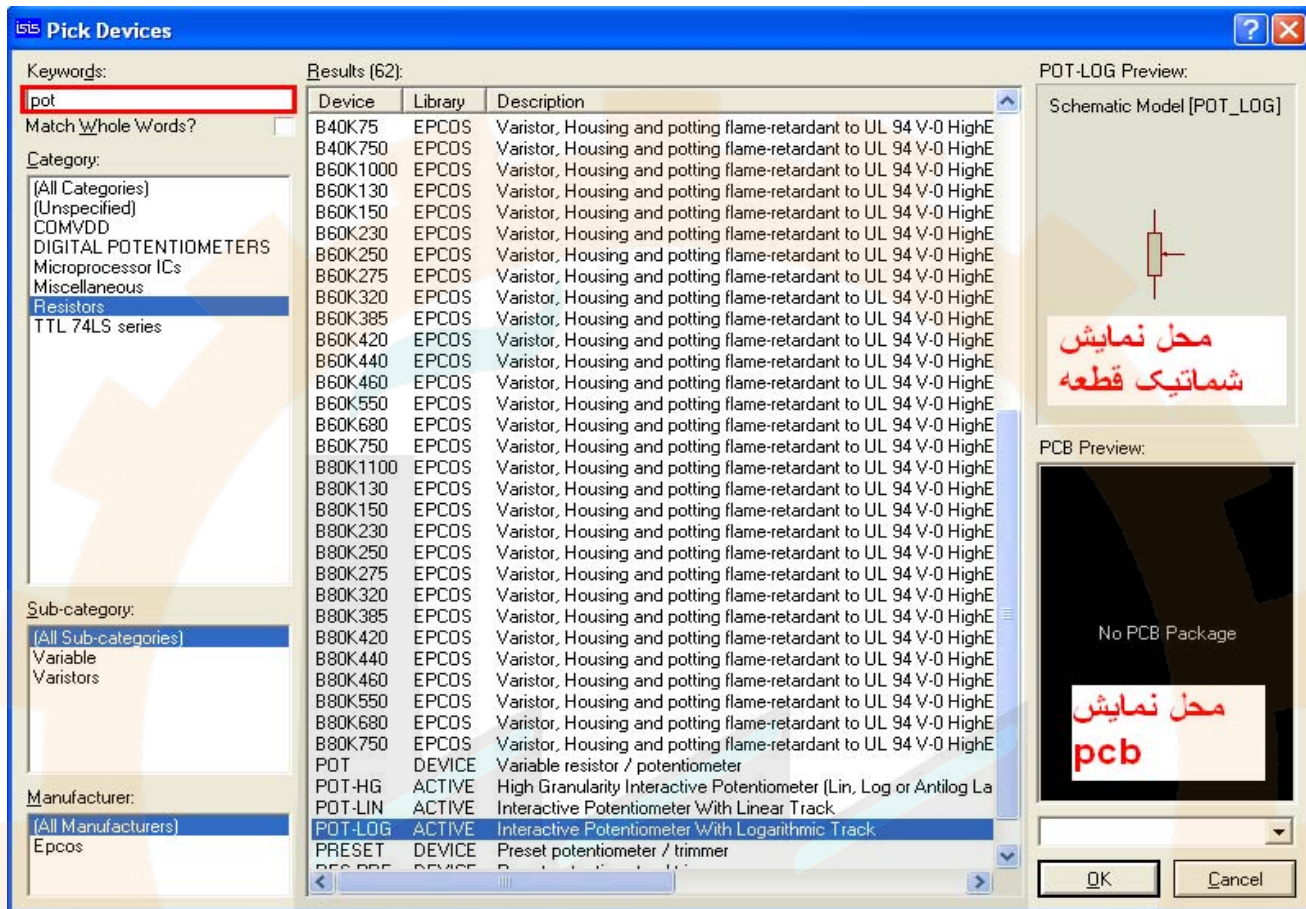 isis Pick Devices
Keywords:
pot
Match Whole Words?
Category:
(All Categories)
(Unspecified)
COMVDD
DIGITAL POTENTIOMETERS
Microprocessor ICs
Miscellaneous
Resistors
TTL 74LS series
Sub-category:
(All Sub-categories)
Variable
Varistors
Manufacturer:
(All Manufacturers)
Epcos
Results (62):
Device Library Description
B40K75 EPCOS Varistor, Housing and potting flame-retardant to UL 94 V-0 HighE
B40K750 EPCOS Varistor, Housing and potting flame-retardant to UL 94 V-0 HighE
B60K1000 EPCOS Varistor, Housing and potting flame-retardant to UL 94 V-0 HighE
B60K130 EPCOS Varistor, Housing and potting flame-retardant to UL 94 V-0 HighE
B60K150 EPCOS Varistor, Housing and potting flame-retardant to UL 94 V-0 HighE
B60K230 EPCOS Varistor, Housing and potting flame-retardant to UL 94 V-0 HighE
B60K250 EPCOS Varistor, Housing and potting flame-retardant to UL 94 V-0 HighE
B60K275 EPCOS Varistor, Housing and potting flame-retardant to UL 94 V-0 HighE
B60K320 EPCOS Varistor, Housing and potting flame-retardant to UL 94 V-0 HighE
B60K385 EPCOS Varistor, Housing and potting flame-retardant to UL 94 V-0 HighE
B60K420 EPCOS Varistor, Housing and potting flame-retardant to UL 94 V-0 HighE
B60K440 EPCOS Varistor, Housing and potting flame-retardant to UL 94 V-0 HighE
B60K460 EPCOS Varistor, Housing and potting flame-retardant to UL 94 V-0 HighE
B60K550 EPCOS Varistor, Housing and potting flame-retardant to UL 94 V-0 HighE
B60K680 EPCOS Varistor, Housing and potting flame-retardant to UL 94 V-0 HighE
B60K750 EPCOS Varistor, Housing and potting flame-retardant to UL 94 V-0 HighE
B80K1100 EPCOS Varistor, Housing and potting flame-retardant to UL 94 V-0 HighE
B80K130 EPCOS Varistor, Housing and potting flame-retardant to UL 94 V-0 HighE
B80K150 EPCOS Varistor, Housing and potting flame-retardant to UL 94 V-0 HighE
B80K230 EPCOS Varistor, Housing and potting flame-retardant to UL 94 V-0 HighE
B80K250 EPCOS Varistor, Housing and potting flame-retardant to UL 94 V-0 HighE
B80K275 EPCOS Varistor, Housing and potting flame-retardant to UL 94 V-0 HighE
B80K320 EPCOS Varistor, Housing and potting flame-retardant to UL 94 V-0 HighE
B80K385 EPCOS Varistor, Housing and potting flame-retardant to UL 94 V-0 HighE
B80K420 EPCOS Varistor, Housing and potting flame-retardant to UL 94 V-0 HighE
B80K440 EPCOS Varistor, Housing and potting flame-retardant to UL 94 V-0 HighE
B80K460 EPCOS Varistor, Housing and potting flame-retardant to UL 94 V-0 HighE
B80K550 EPCOS Varistor, Housing and potting flame-retardant to UL 94 V-0 HighE
B80K680 EPCOS Varistor, Housing and potting flame-retardant to UL 94 V-0 HighE
B80K750 EPCOS Varistor, Housing and potting flame-retardant to UL 94 V-0 HighE
POT DEVICE Variable resistor / potentiometer
POT-HG ACTIVE High Granularity Interactive Potentiometer (Lin, Log or Antilog La
POT-LIN ACTIVE Interactive Potentiometer With Linear Track
POT-LOG ACTIVE Interactive Potentiometer With Logarithmic Track
PRESET DEVICE Preset potentiometer / trimmer
POT-LOG Preview:
Schematic Model [POT_LOG]
محل نمایش
شماتیک قطعه
PCB Preview:
No PCB Package
محل نمایش
pcb
OK Cancel